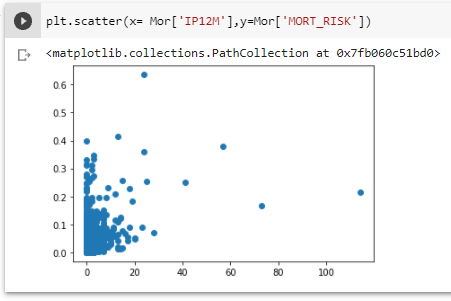 plt.scatter(x= Mor['IP12M'],y=Mor['MORT_RISK'])
<matplotlib.collections.PathCollection at 0x7fb060c51bd0>
0.6
0.5
0.4
0.3
0.2
0.1
0.0
0 20 40 60 80 100